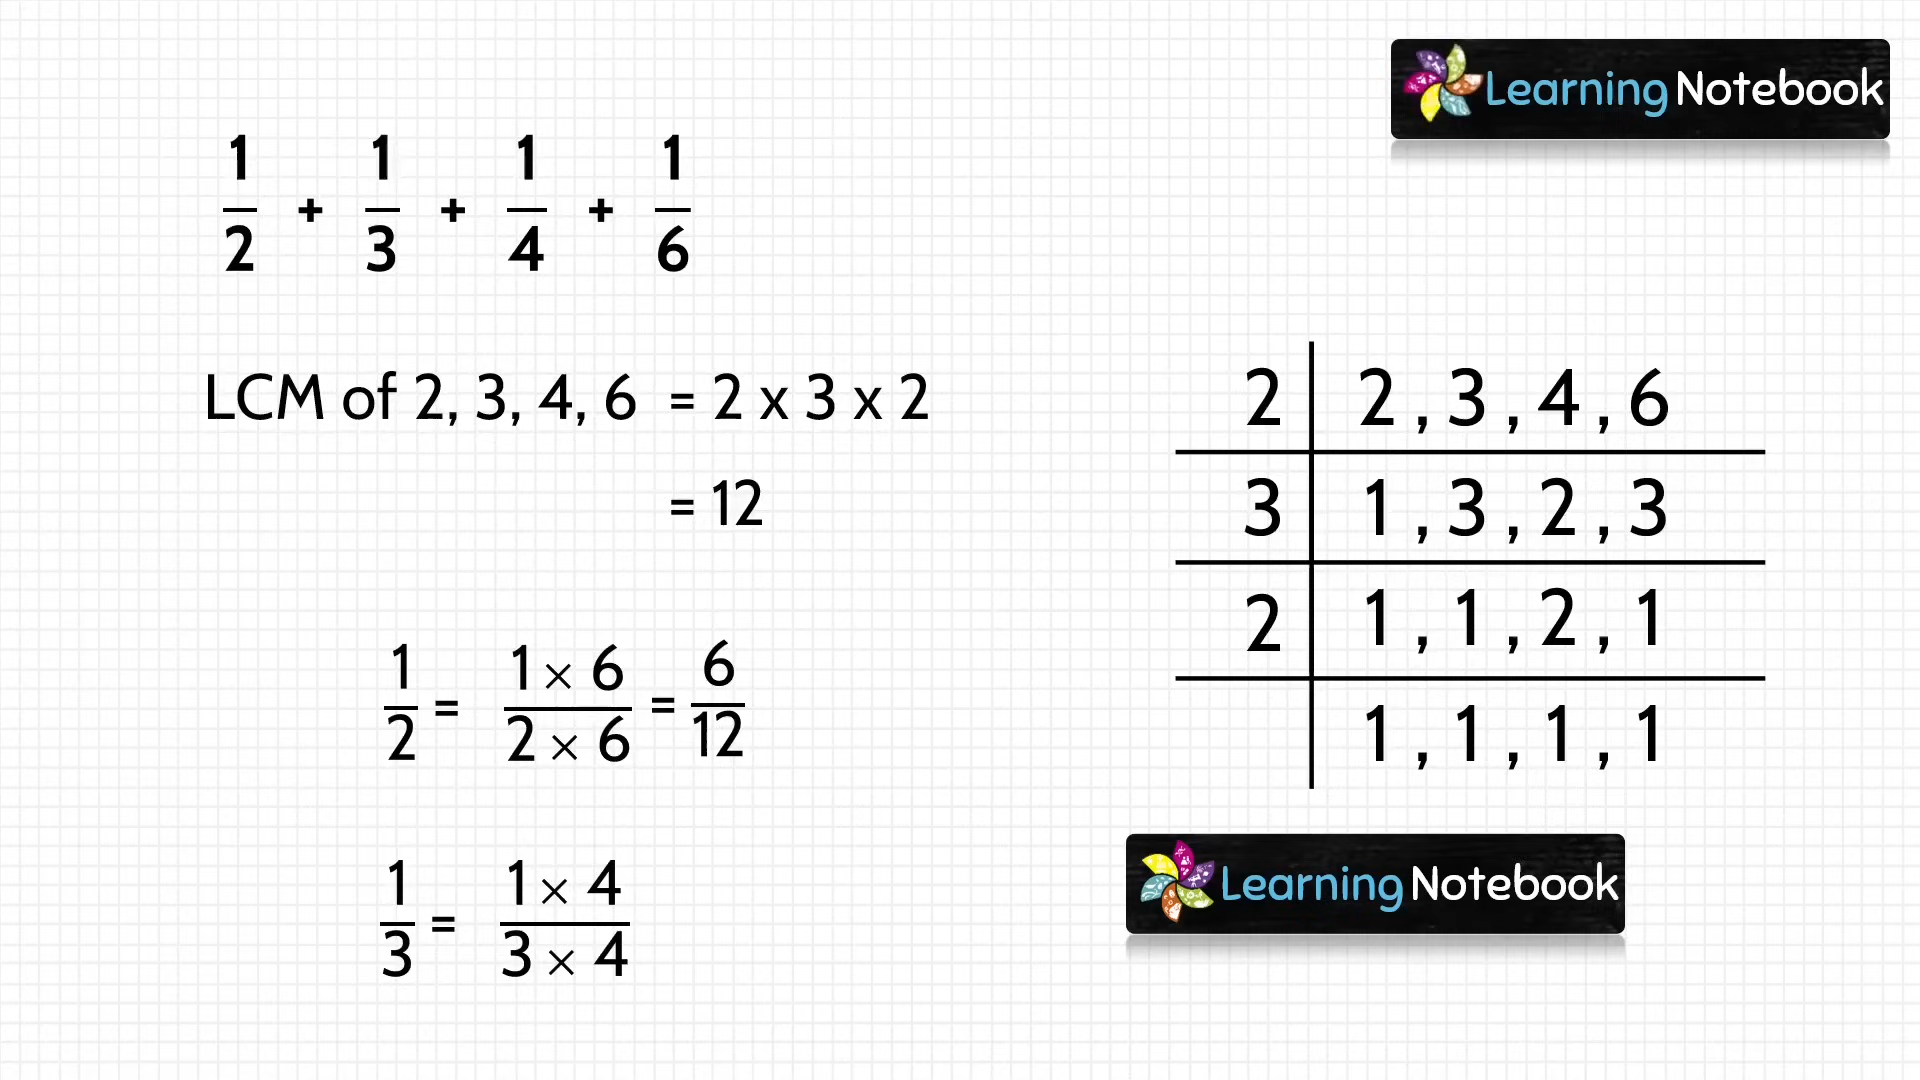 Learning Notebook
1/2 + 1/3 + 1/4 + 1/6
LCM of 2, 3, 4, 6 = 2 x 3 x 2
= 12
1/2 = 1 × 6 / 2 × 6 = 6/12
1/3 = 1 × 4 / 3 × 4
2 | 2 , 3 , 4 , 6
3 | 1 , 3 , 2 , 3
2 | 1 , 1 , 2 , 1
1 , 1 , 1 , 1
Learning Notebook